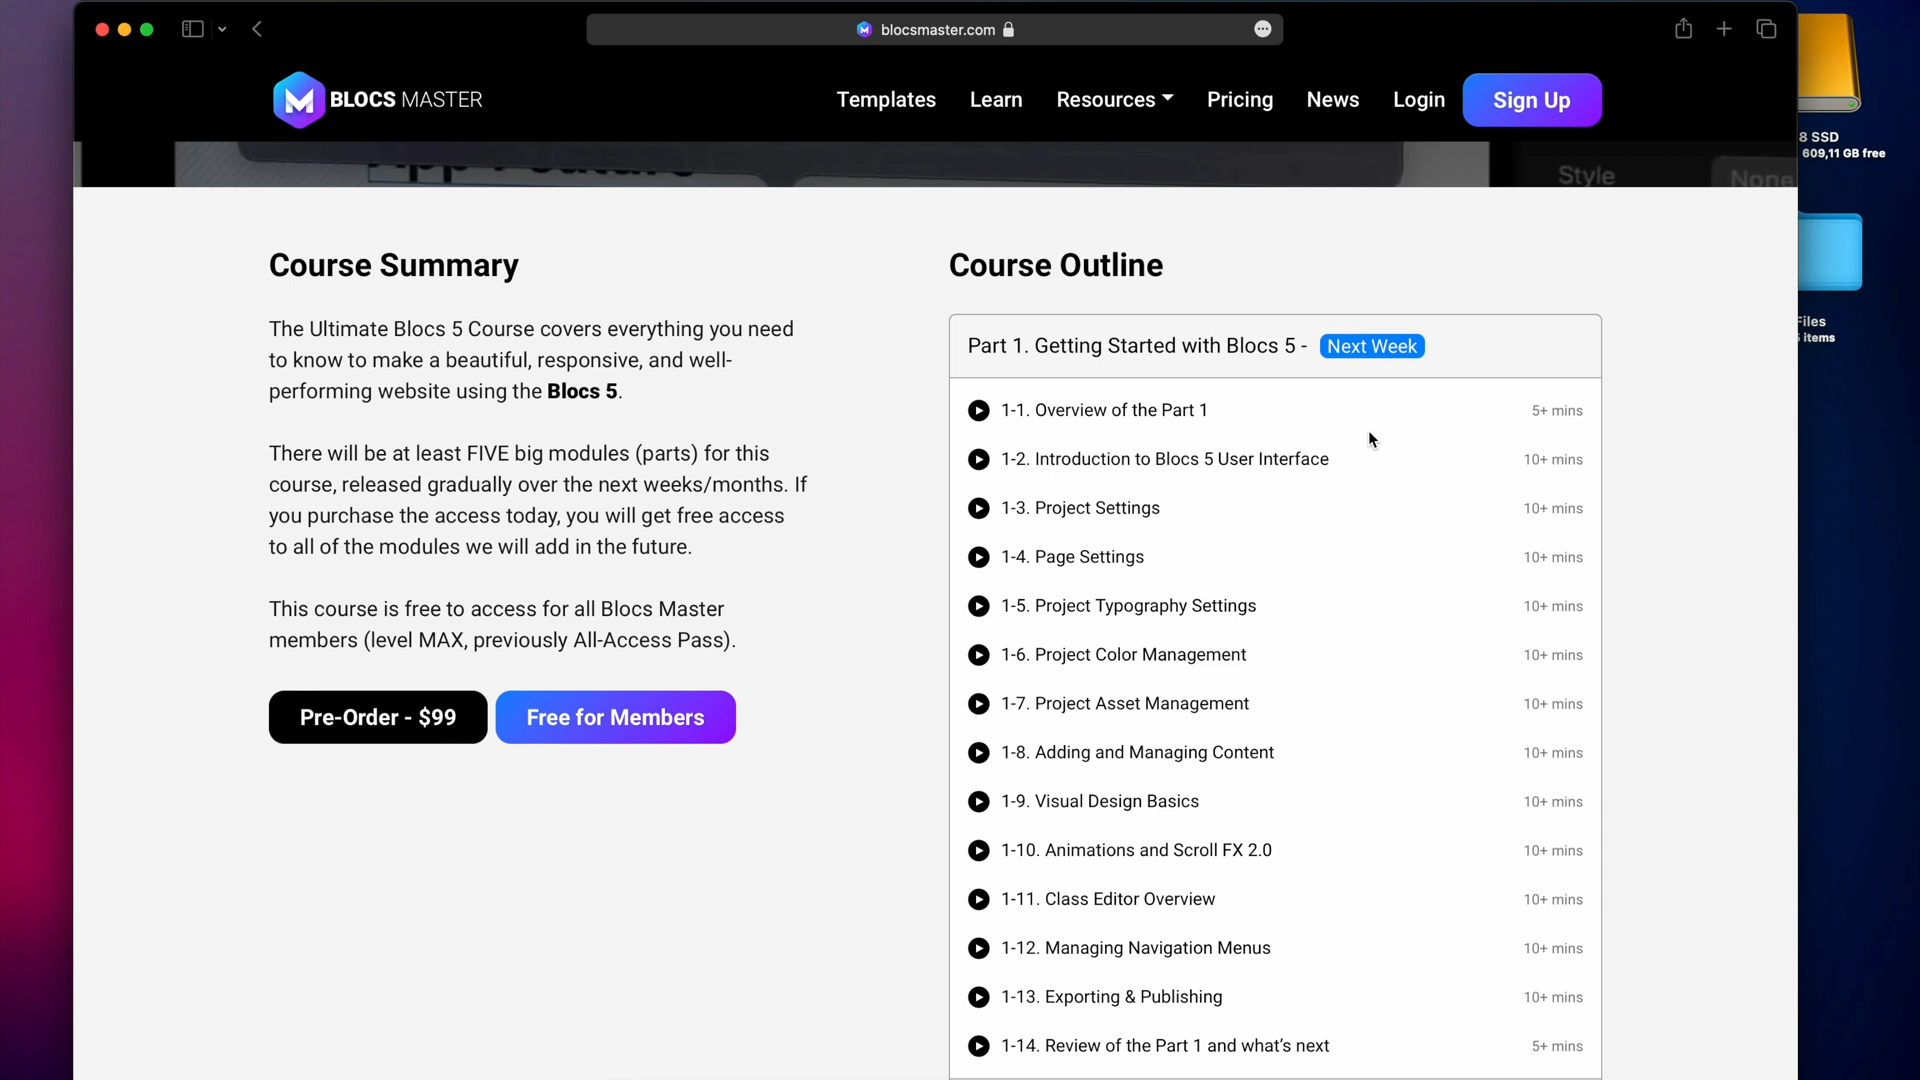 blocsmaster.com
BLOCS MASTER
Templates
Learn
Resources
Pricing
News
Login
Sign Up
Style
None
8 SSD
609,11 GB free
Files
items
Course Summary
The Ultimate Blocs 5 Course covers everything you need
to know to make a beautiful, responsive, and well-
performing website using the Blocs 5.
There will be at least FIVE big modules (parts) for this
course, released gradually over the next weeks/months. If
you purchase the access today, you will get free access
to all of the modules we will add in the future.
This course is free to access for all Blocs Master
members (level MAX, previously All-Access Pass).
Pre-Order - $99
Free for Members
Course Outline
Part 1. Getting Started with Blocs 5 - Next Week
1-1. Overview of the Part 1 5+ mins
1-2. Introduction to Blocs 5 User Interface 10+ mins
1-3. Project Settings 10+ mins
1-4. Page Settings 10+ mins
1-5. Project Typography Settings 10+ mins
1-6. Project Color Management 10+ mins
1-7. Project Asset Management 10+ mins
1-8. Adding and Managing Content 10+ mins
1-9. Visual Design Basics 10+ mins
1-10. Animations and Scroll FX 2.0 10+ mins
1-11. Class Editor Overview 10+ mins
1-12. Managing Navigation Menus 10+ mins
1-13. Exporting & Publishing 10+ mins
1-14. Review of the Part 1 and what's next 5+ mins